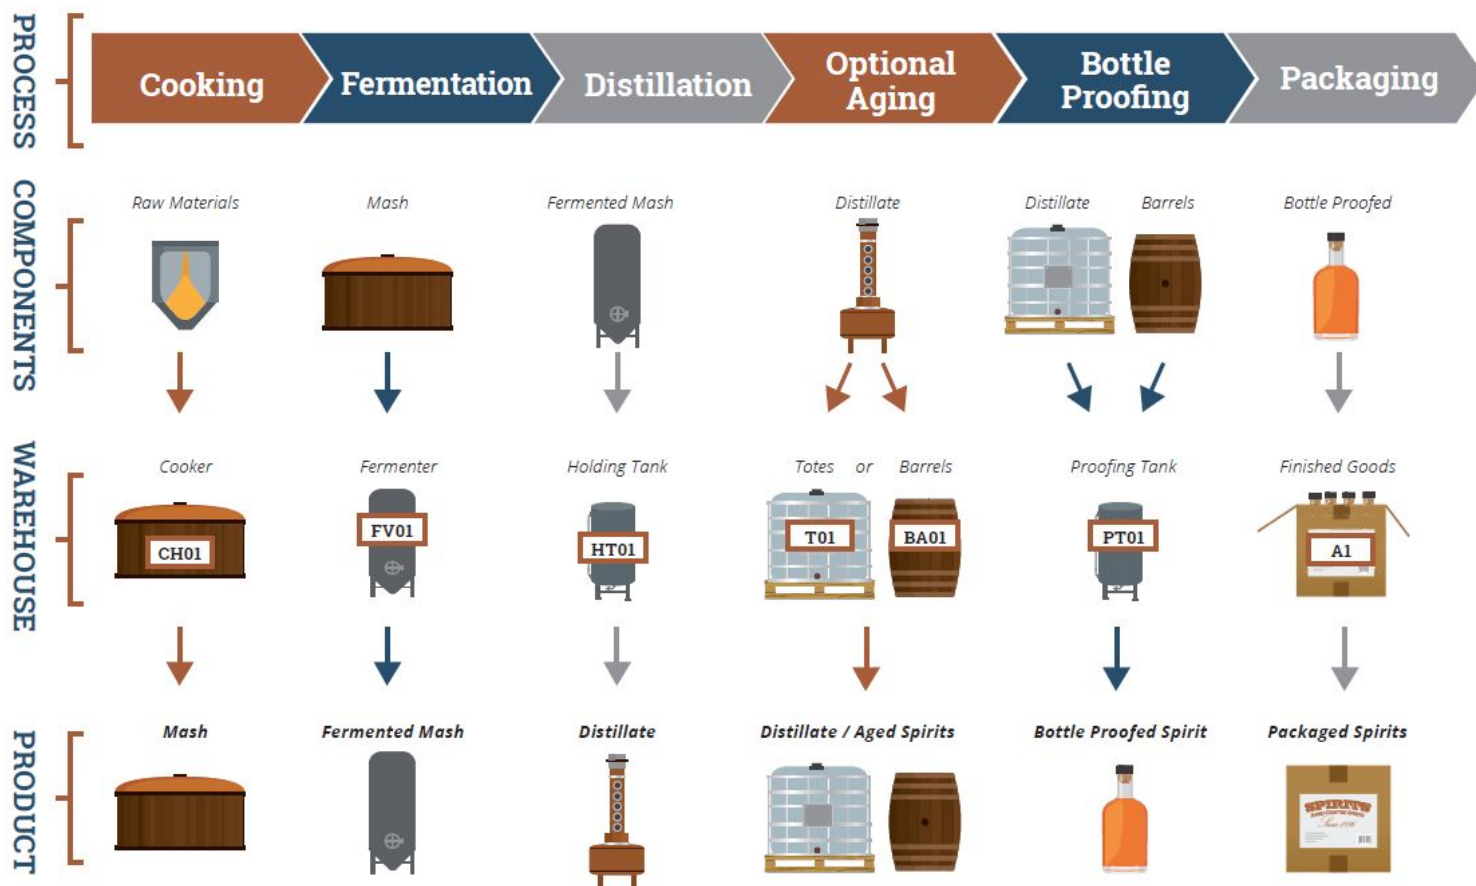 PROCESS
Cooking
Fermentation
Distillation
Optional
Aging
Bottle
Proofing
Packaging
COMPONENTS
Raw Materials
Mash
Fermented Mash
Distillate
Distillate
Barrels
Bottle Proofed
WAREHOUSE
Cooker
Fermenter
Holding Tank
Totes or Barrels
Proofing Tank
Finished Goods
CH01
FV01
HT01
T01
BA01
PT01
A1
PRODUCT
Mash
Fermented Mash
Distillate
Distillate / Aged Spirits
Bottle Proofed Spirit
Packaged Spirits
SPIRITS